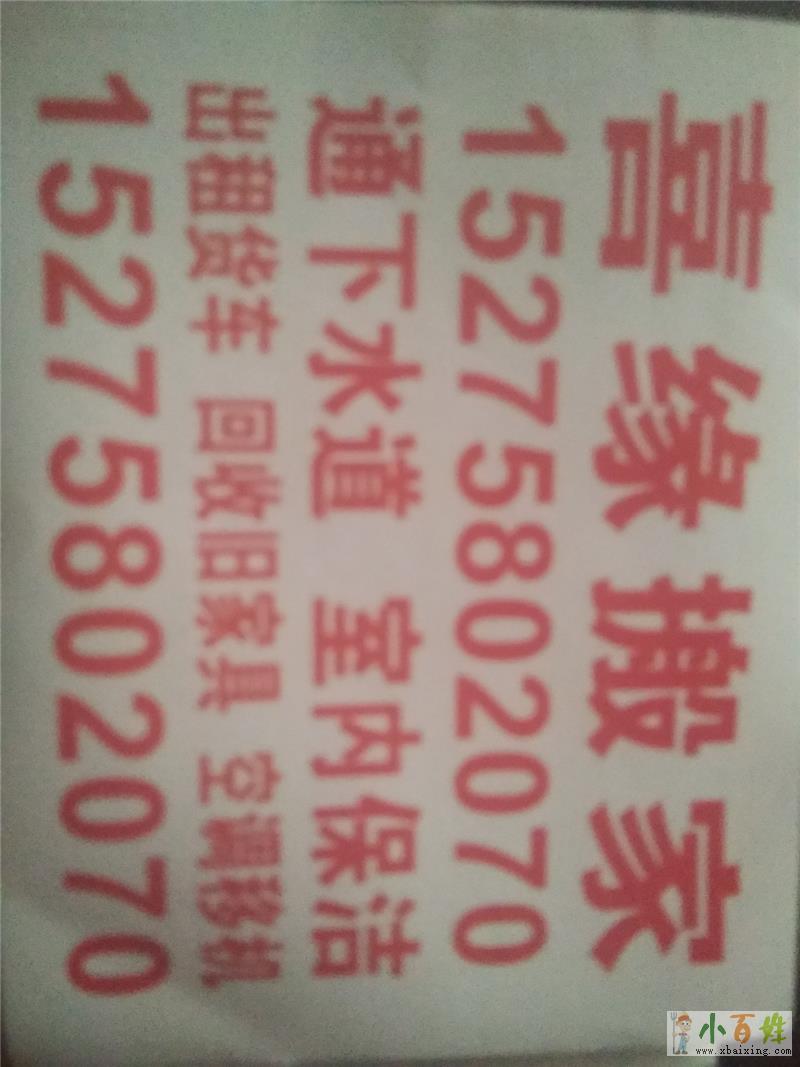 喜缘搬家
15275802070
通下水道 室内保洁
出租货车 回收旧家具 空调移机
15275802070
小百姓
www.xbaixing.com